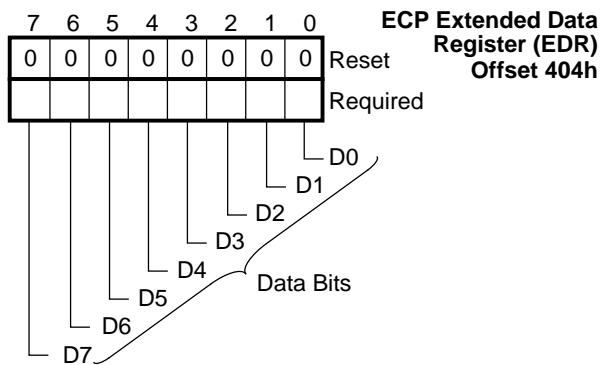 7 6 5 4 3 2 1 0
ECP Extended Data
Register (EDR)
Offset 404h
0 0 0 0 0 0 0 0 Reset
Required
D0
D1
D2
D3
D4
Data Bits
D5
D6
D7